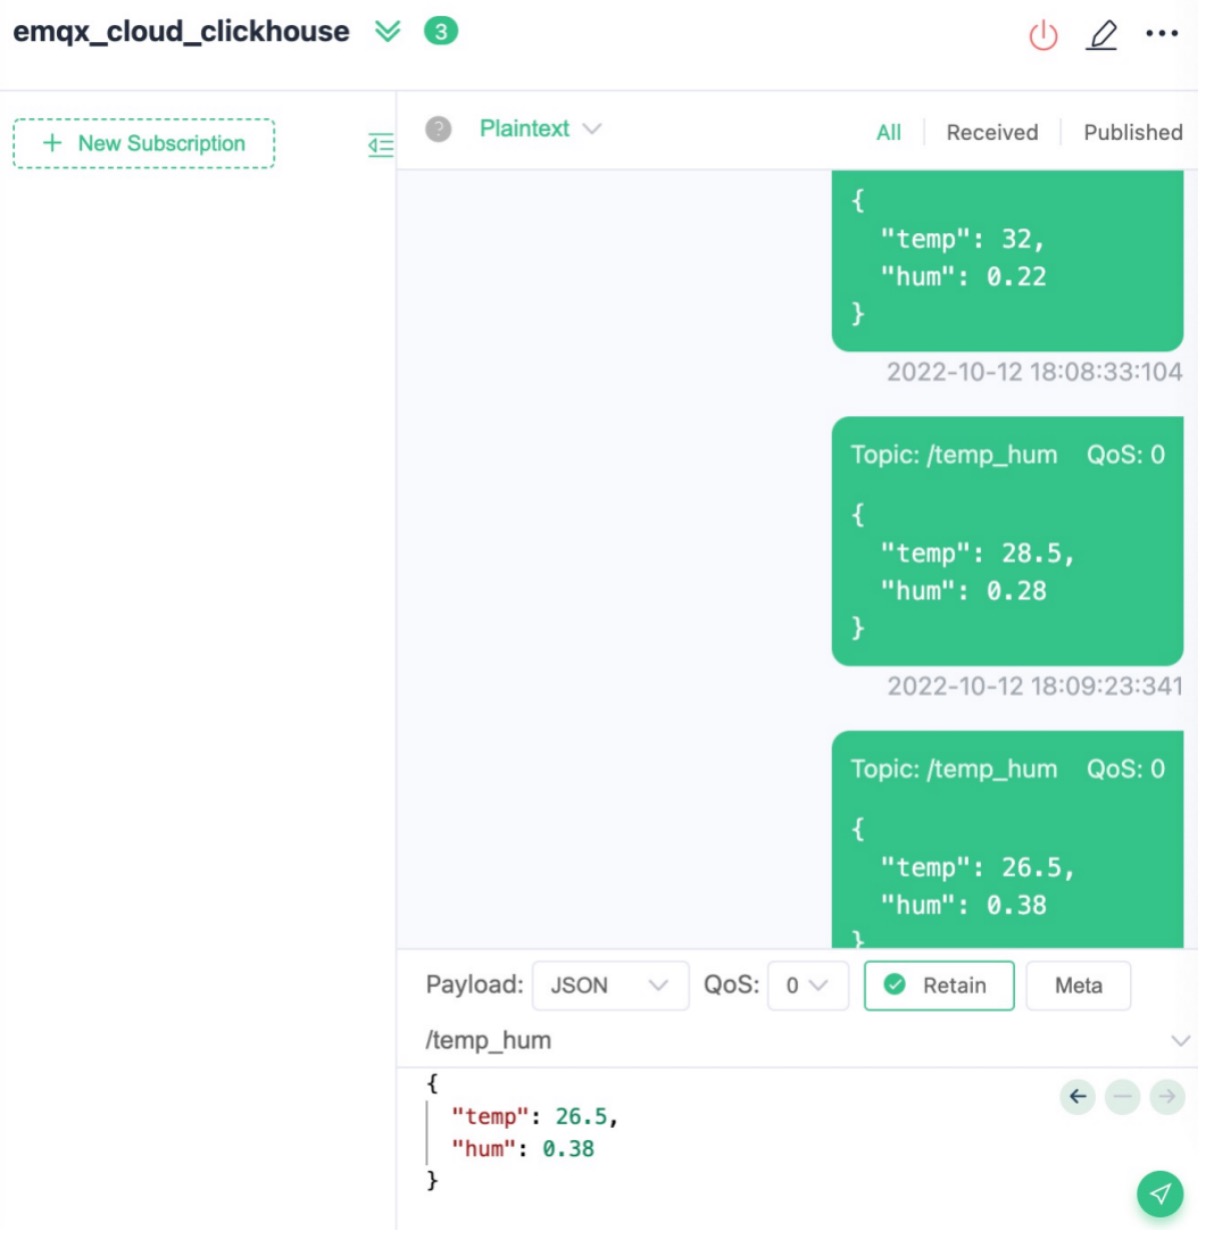 emqx_cloud_clickhouse 3
+ New Subscription
? Plaintext
All Received Published
{
"temp": 32,
"hum": 0.22
}
2022-10-12 18:08:33:104
Topic: /temp_hum QoS: 0
{
"temp": 28.5,
"hum": 0.28
}
2022-10-12 18:09:23:341
Topic: /temp_hum QoS: 0
{
"temp": 26.5,
"hum": 0.38
}
Payload: JSON QoS: 0 Retain Meta
/temp_hum
{
"temp": 26.5,
"hum": 0.38
}